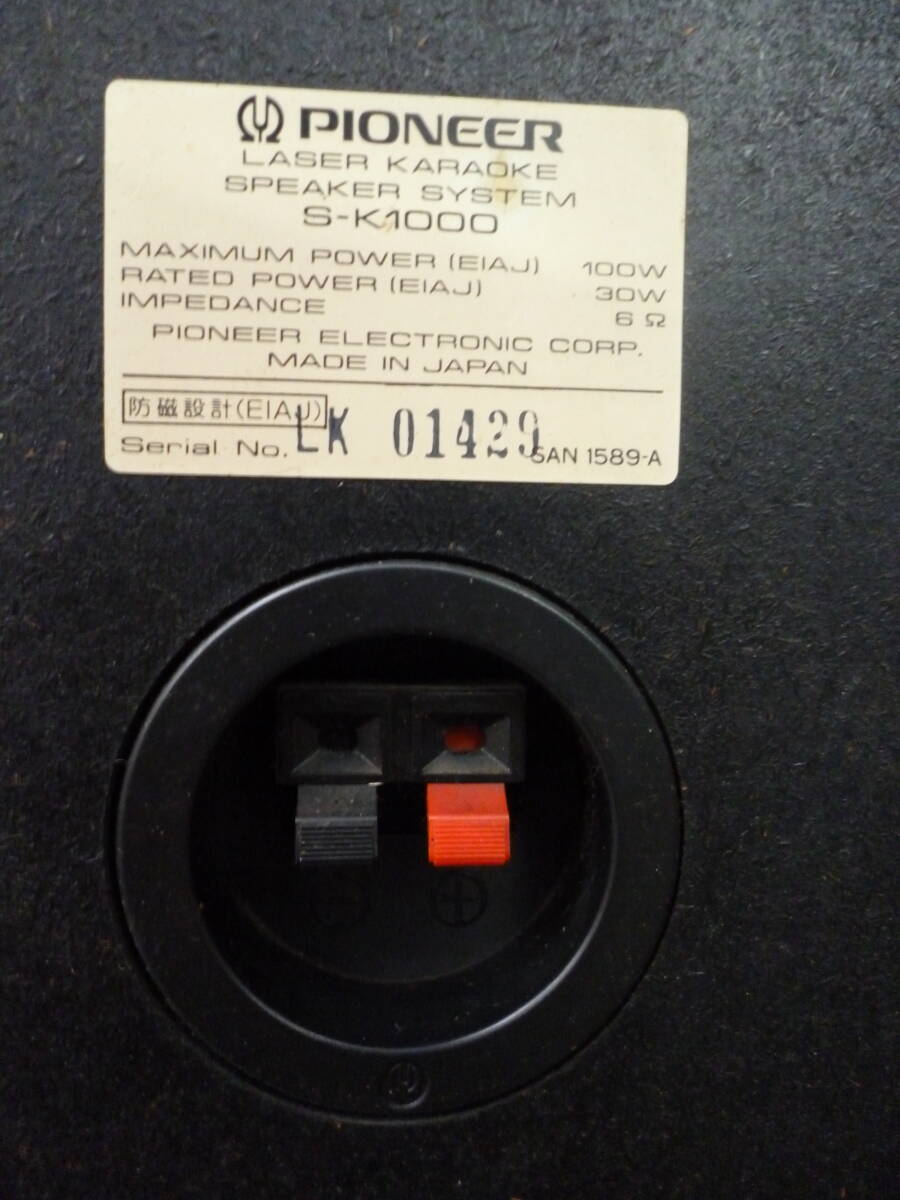 PIONEER
LASER KARAOKE
SPEAKER SYSTEM
S-K1000
MAXIMUM POWER (EIAJ) 100W
RATED POWER (EIAJ) 30W
IMPEDANCE 6 Ω
PIONEER ELECTRONIC CORP.
MADE IN JAPAN
防磁設計(EIAJ)
Serial No. LK 01429 SAN 1589-A
− +